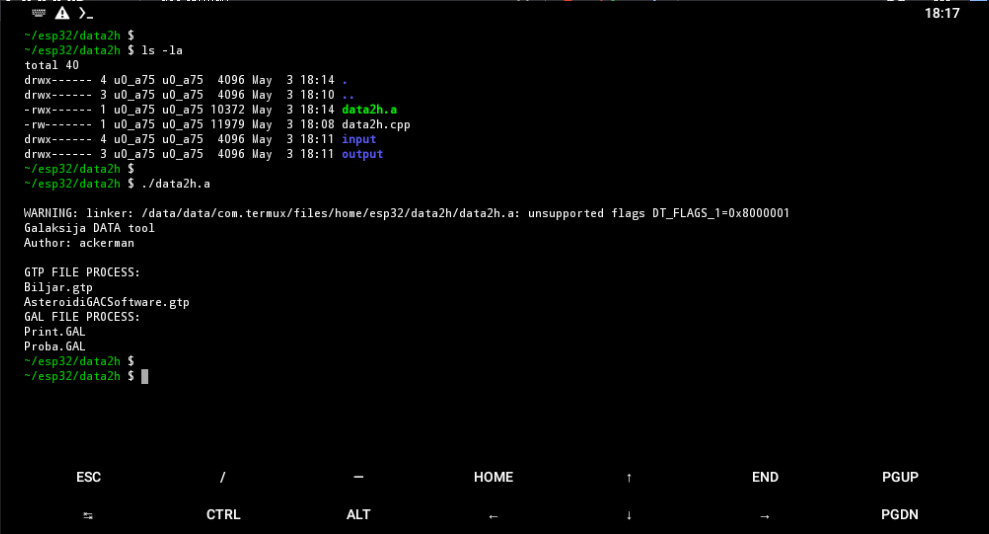 18:17
~/esp32/data2h $
~/esp32/data2h $ ls -la
total 40
drwx------ 4 u0_a75 u0_a75  4096 May  3 18:14 .
drwx------ 3 u0_a75 u0_a75  4096 May  3 18:10 ..
-rwx------ 1 u0_a75 u0_a75 10372 May  3 18:14 data2h.a
-rw------- 1 u0_a75 u0_a75 11979 May  3 18:08 data2h.cpp
drwx------ 4 u0_a75 u0_a75  4096 May  3 18:11 input
drwx------ 3 u0_a75 u0_a75  4096 May  3 18:11 output
~/esp32/data2h $
~/esp32/data2h $ ./data2h.a
WARNING: linker: /data/data/com.termux/files/home/esp32/data2h/data2h.a: unsupported flags DT_FLAGS_1=0x8000001
Galaksija DATA tool
Author: ackerman
GTP FILE PROCESS:
Biljar.gtp
AsteroidiGACSoftware.gtp
GAL FILE PROCESS:
Print.GAL
Proba.GAL
~/esp32/data2h $
~/esp32/data2h $
ESC / — HOME ↑ END PGUP
↹ CTRL ALT ← ↓ → PGDN